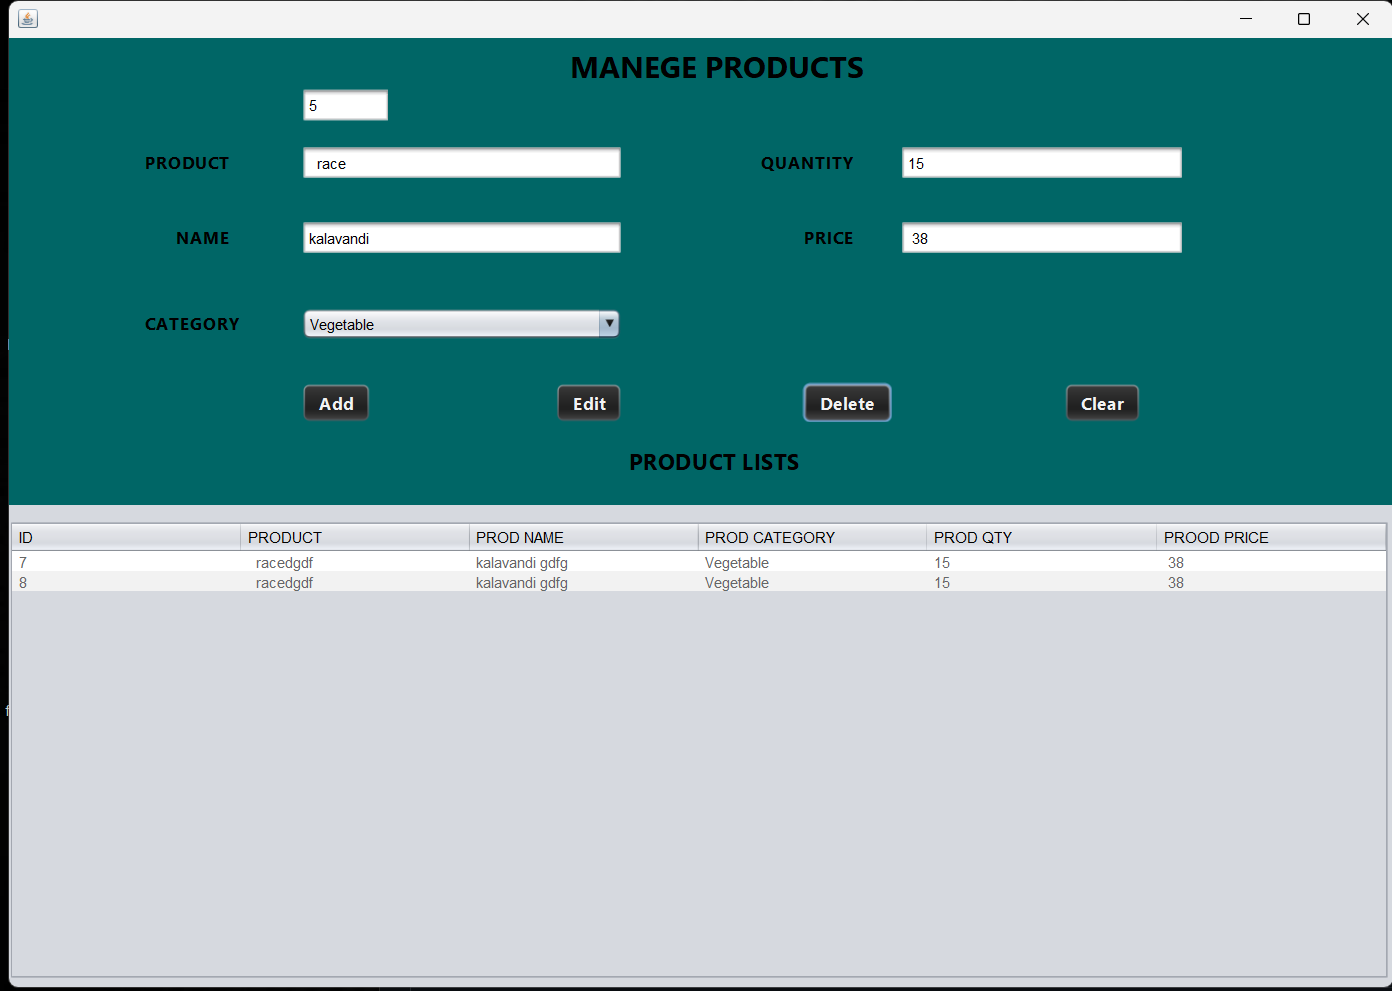 MANEGE PRODUCTS
5
PRODUCT race QUANTITY 15
NAME kalavandi PRICE 38
CATEGORY Vegetable
Add Edit Delete Clear
PRODUCT LISTS
ID PRODUCT PROD NAME PROD CATEGORY PROD QTY PROOD PRICE
7 racedgdf kalavandi gdfg Vegetable 15 38
8 racedgdf kalavandi gdfg Vegetable 15 38